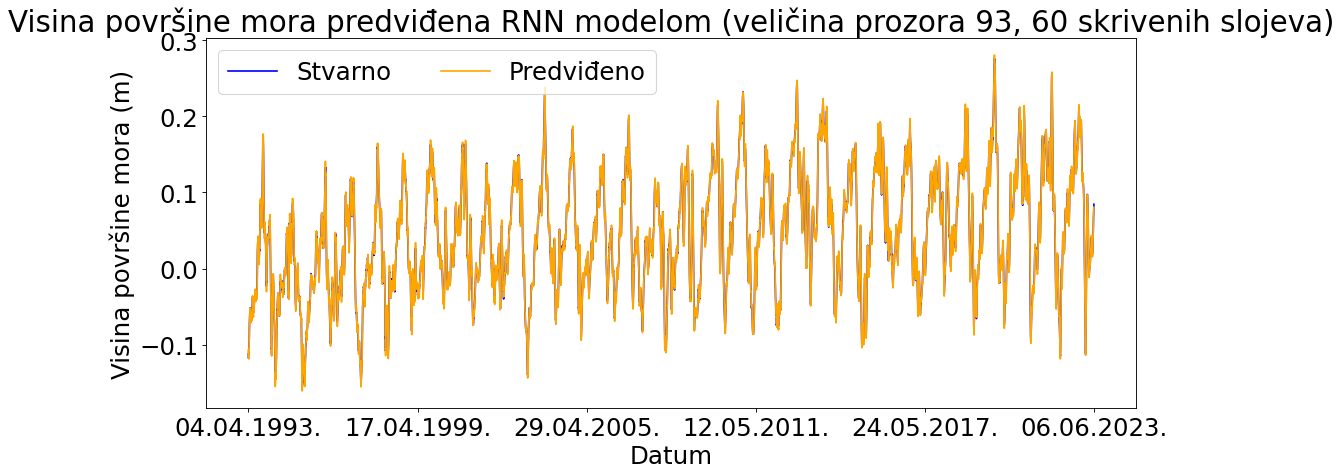 Visina površine mora predviđena RNN modelom (veličina prozora 93, 60 skrivenih slojeva)
Stvarno
Predviđeno
Visina površine mora (m)
0.3
0.2
0.1
0.0
−0.1
04.04.1993.
17.04.1999.
29.04.2005.
12.05.2011.
24.05.2017.
06.06.2023.
Datum